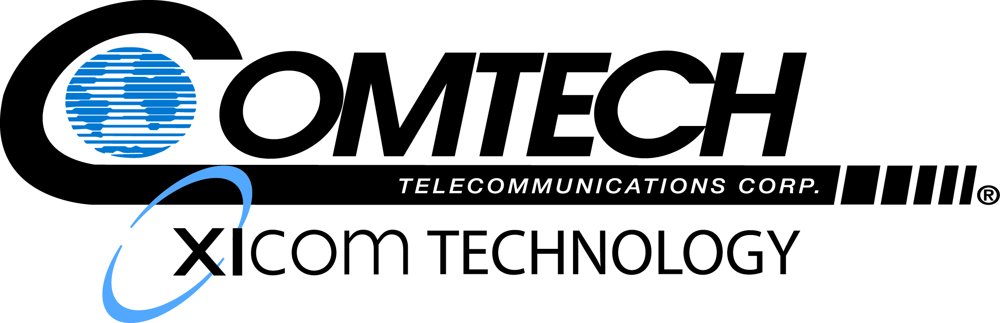 COMTECH
TELECOMMUNICATIONS CORP.
®
XICOM TECHNOLOGY